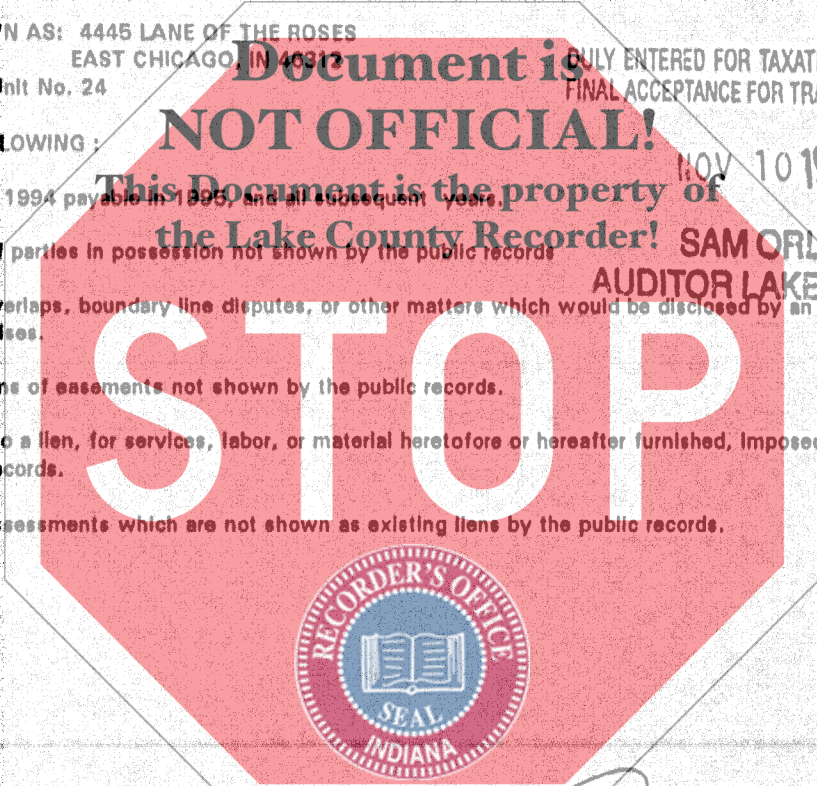 N AS: 4445 LANE OF THE ROSES
EAST CHICAGO, IN 46312
Unit No. 24
LOWING :
1994 payable in 1995, and all subsequent years.
parties in possession not shown by the public records
erlaps, boundary line disputes, or other matters which would be disclosed by an
ses.
ns of easements not shown by the public records.
o a lien, for services, labor, or material heretofore or hereafter furnished, imposed
cords.
sessments which are not shown as existing liens by the public records.
DULY ENTERED FOR TAXATI
FINAL ACCEPTANCE FOR TRA
NOV 10 19
SAM ORL
AUDITOR LAKE
Document is
NOT OFFICIAL!
This Document is the property of
the Lake County Recorder!
STOP
RECORDER'S OFFICE
SEAL
INDIANA